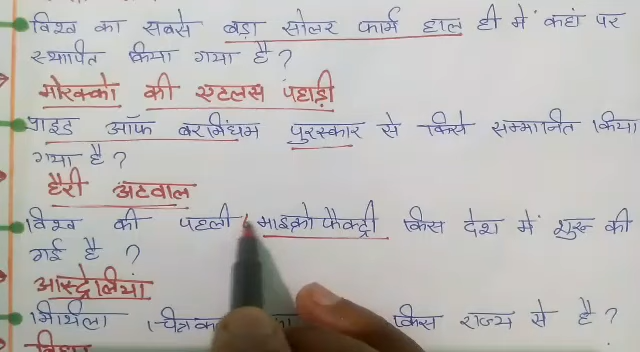 विश्व का सबसे बड़ा सोलर फार्म हाल ही में कहां पर
स्थापित किया गया है ?
मोरक्को की एटलस पहाड़ी
प्राइड ऑफ बरमिंघम पुरस्कार से किसे सम्मानित किया
गया है ?
हैरी अटवाल
विश्व की पहली माइक्रो फैक्ट्री किस देश में शुरू की
गई है ?
आस्ट्रेलिया
मिथिला किस राज्य से है ?
बिहार